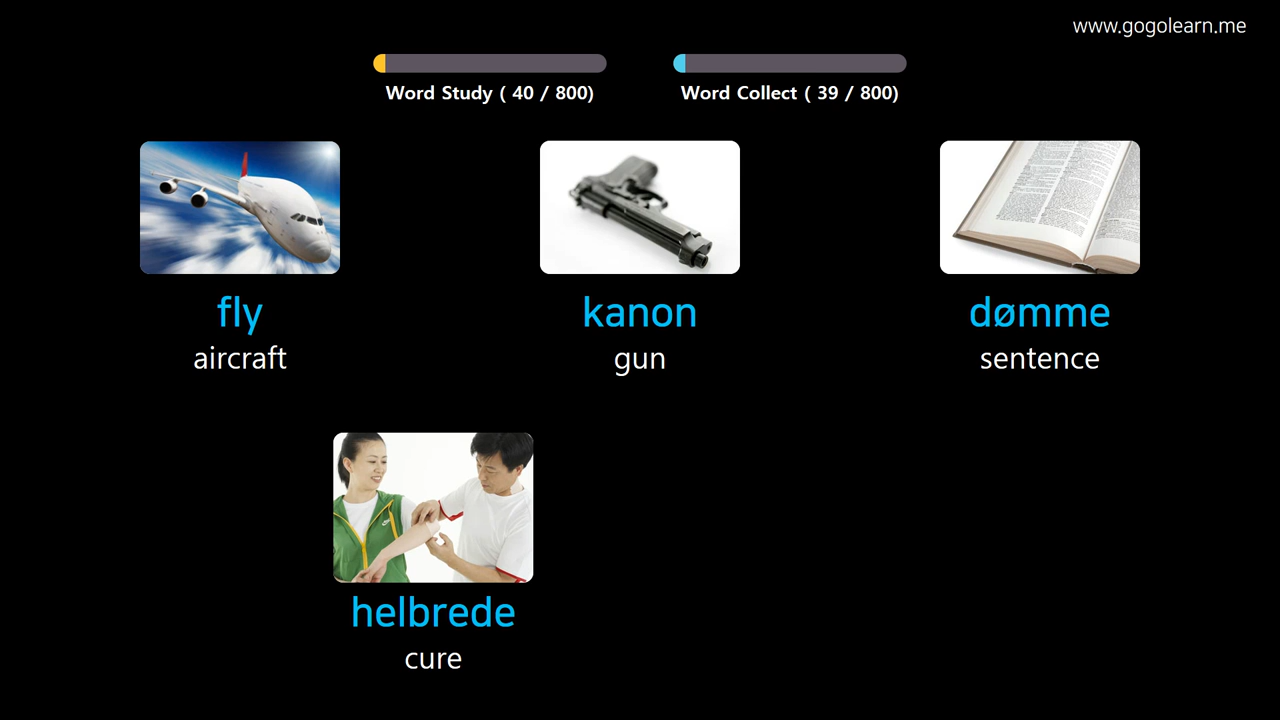 www.gogolearn.me
Word Study ( 40 / 800)
Word Collect ( 39 / 800)
fly
aircraft
kanon
gun
dømme
sentence
helbrede
cure